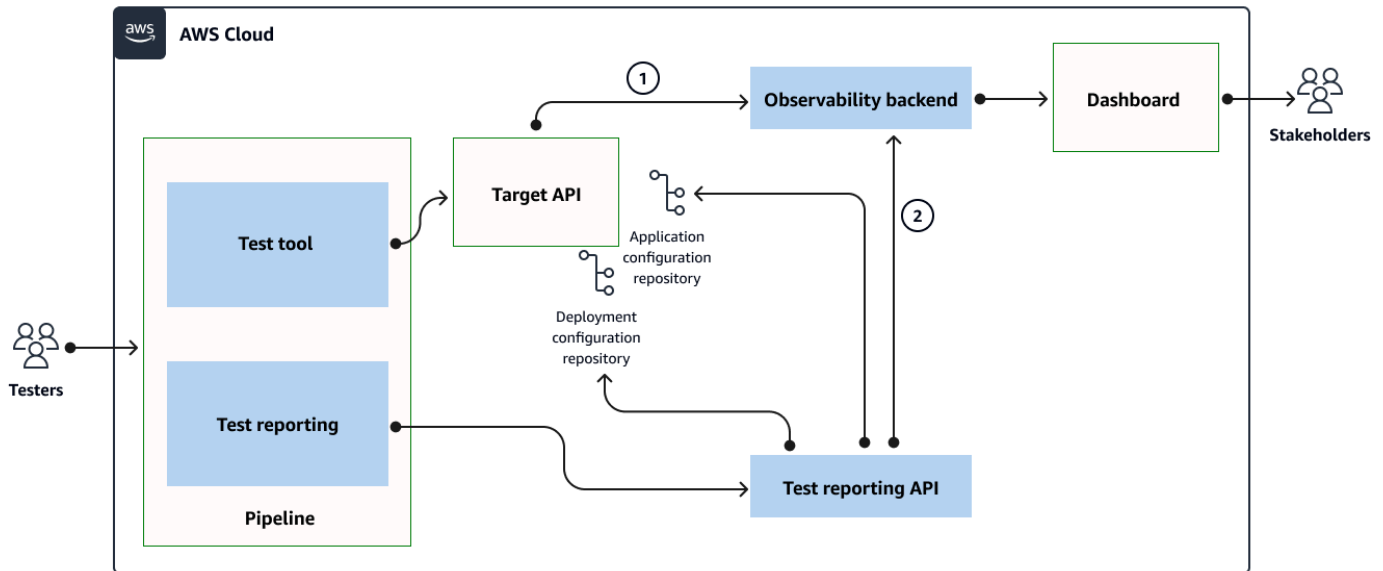 aws
AWS Cloud
1
Observability backend
Dashboard
Stakeholders
Target API
Test tool
2
Application
configuration
repository
Deployment
configuration
repository
Testers
Test reporting
Test reporting API
Pipeline